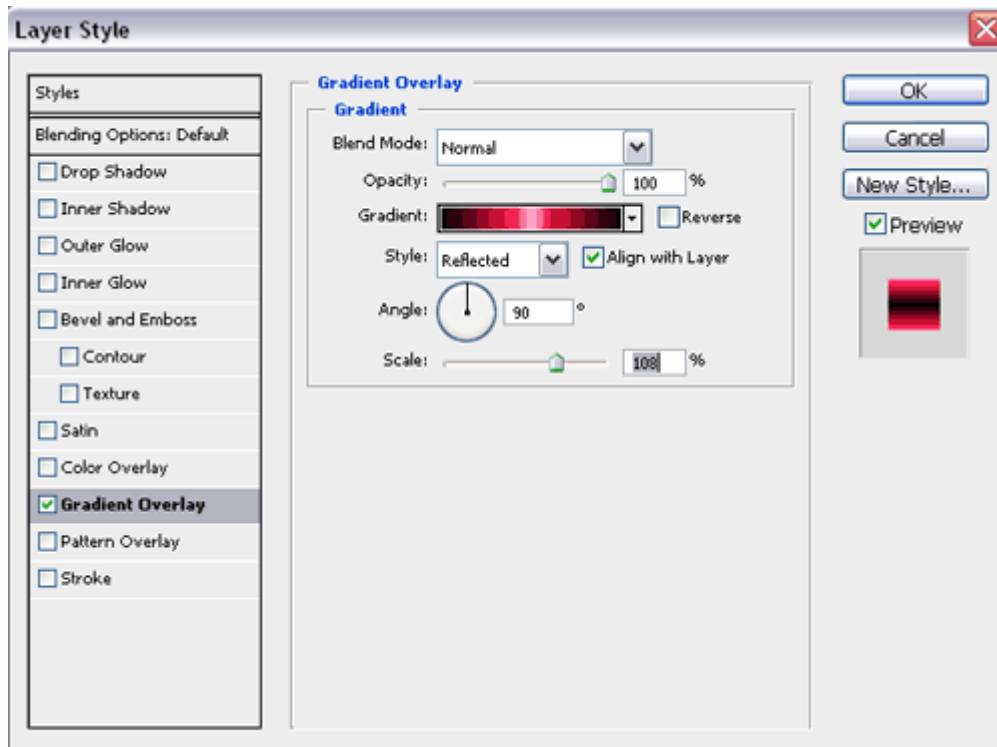 Layer Style
Styles
Blending Options: Default
Drop Shadow
Inner Shadow
Outer Glow
Inner Glow
Bevel and Emboss
Contour
Texture
Satin
Color Overlay
Gradient Overlay
Pattern Overlay
Stroke
Gradient Overlay
Gradient
Blend Mode: Normal
Opacity: 100 %
Gradient: Reverse
Style: Reflected Align with Layer
Angle: 90 °
Scale: 108 %
OK
Cancel
New Style...
Preview